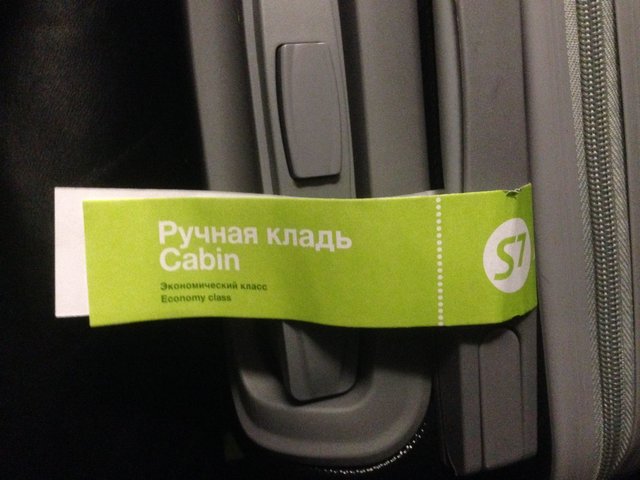 Ручная кладь
Cabin
Экономический класс
Economy class
S7